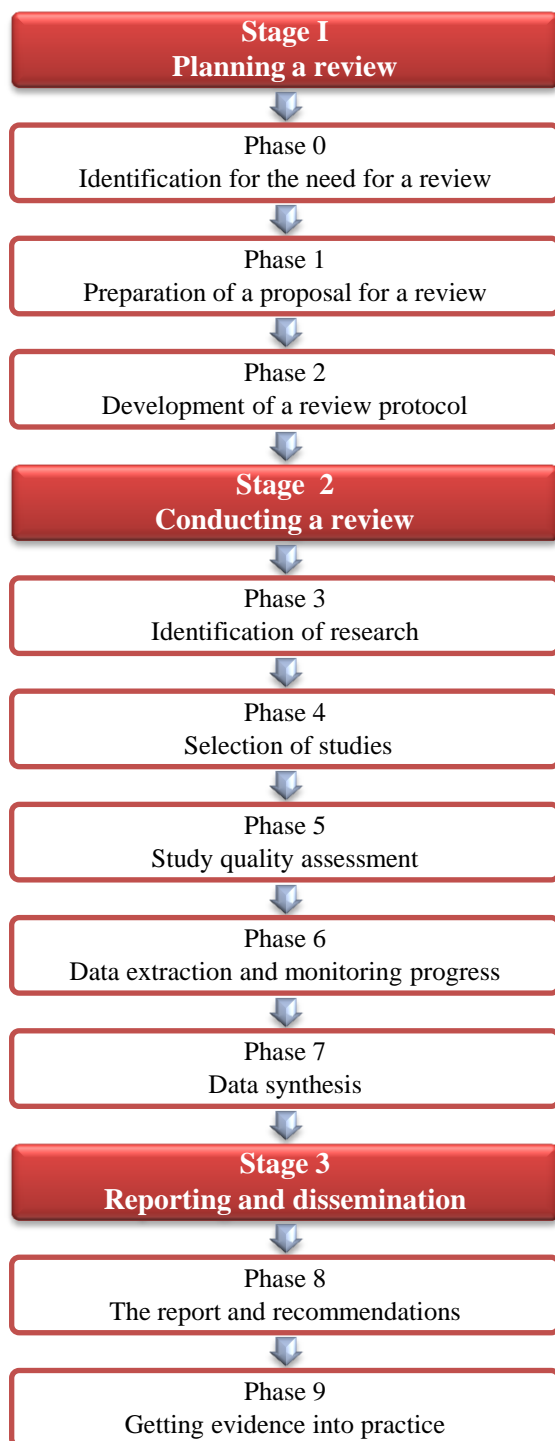 Stage I
Planning a review
Phase 0
Identification for the need for a review
Phase 1
Preparation of a proposal for a review
Phase 2
Development of a review protocol
Stage 2
Conducting a review
Phase 3
Identification of research
Phase 4
Selection of studies
Phase 5
Study quality assessment
Phase 6
Data extraction and monitoring progress
Phase 7
Data synthesis
Stage 3
Reporting and dissemination
Phase 8
The report and recommendations
Phase 9
Getting evidence into practice